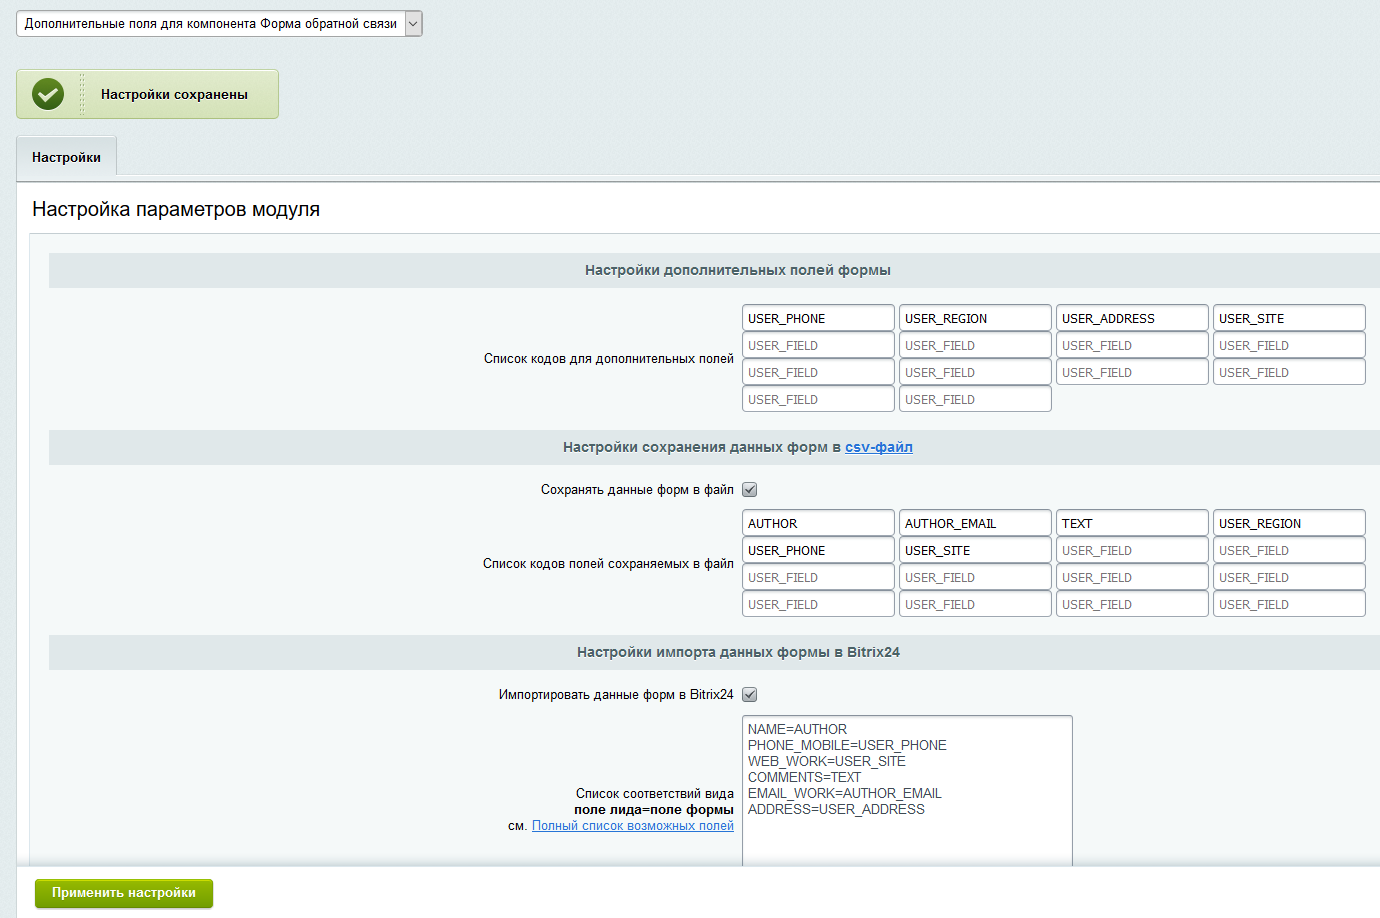 Дополнительные поля для компонента Форма обратной связи
Настройки сохранены
Настройки
Настройка параметров модуля
Настройки дополнительных полей формы
Список кодов для дополнительных полей
USER_PHONE USER_REGION USER_ADDRESS USER_SITE
USER_FIELD USER_FIELD USER_FIELD USER_FIELD
USER_FIELD USER_FIELD USER_FIELD USER_FIELD
USER_FIELD USER_FIELD
Настройки сохранения данных форм в csv-файл
Сохранять данные форм в файл
Список кодов полей сохраняемых в файл
AUTHOR AUTHOR_EMAIL TEXT USER_REGION
USER_PHONE USER_SITE USER_FIELD USER_FIELD
USER_FIELD USER_FIELD USER_FIELD USER_FIELD
USER_FIELD USER_FIELD USER_FIELD USER_FIELD
Настройки импорта данных формы в Bitrix24
Импортировать данные форм в Bitrix24
Список соответствий вида
поле лида=поле формы
см. Полный список возможных полей
NAME=AUTHOR
PHONE_MOBILE=USER_PHONE
WEB_WORK=USER_SITE
COMMENTS=TEXT
EMAIL_WORK=AUTHOR_EMAIL
ADDRESS=USER_ADDRESS
Применить настройки